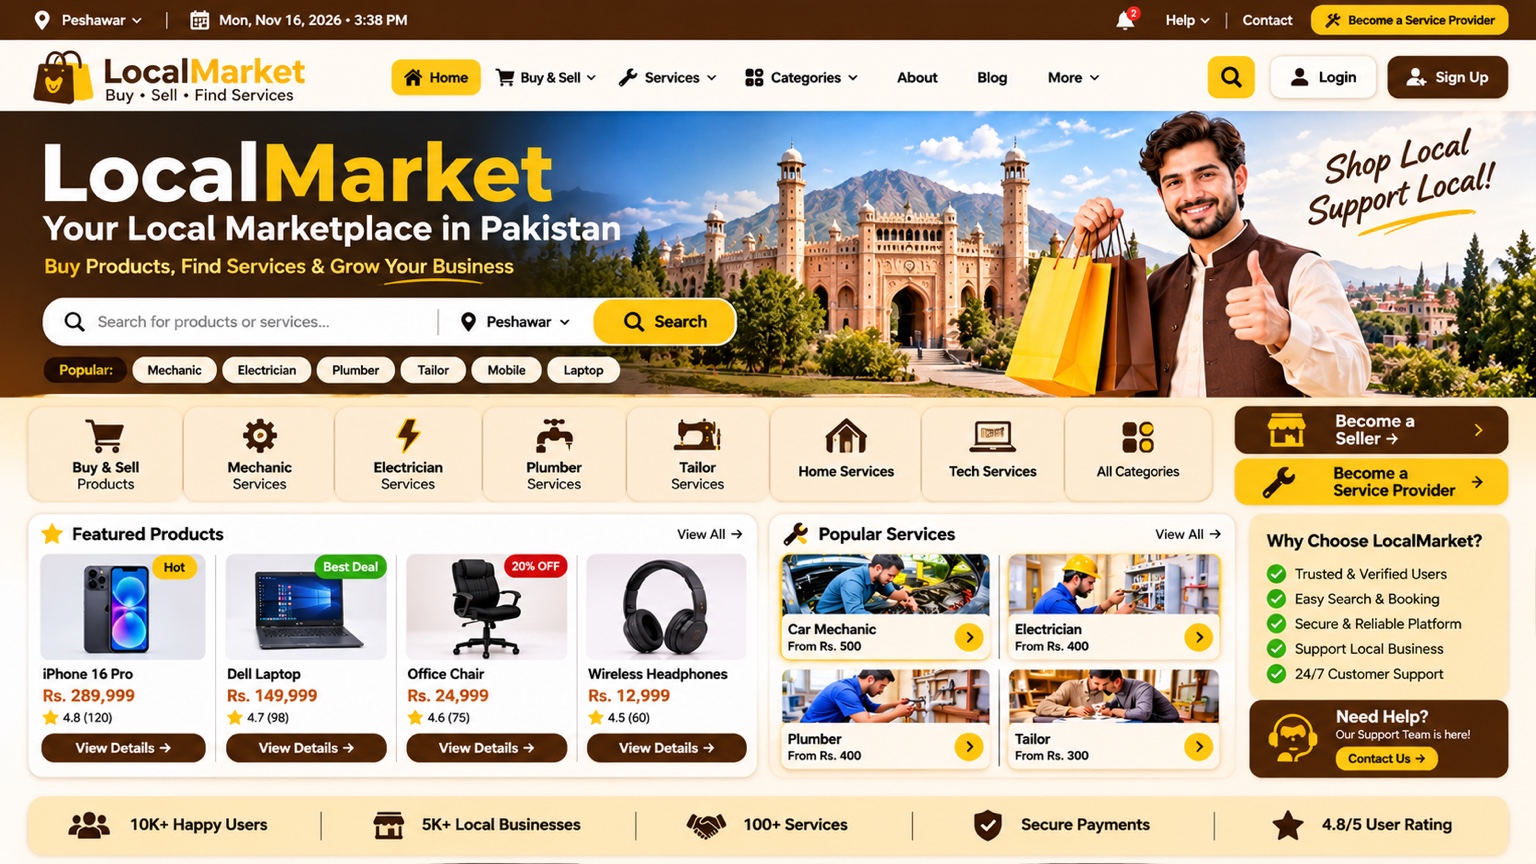 Peshawar
Mon, Nov 16, 2026 • 3:38 PM
2
Help
Contact
Become a Service Provider
LocalMarket
Buy • Sell • Find Services
Home
Buy & Sell
Services
Categories
About
Blog
More
Login
Sign Up
LocalMarket
Your Local Marketplace in Pakistan
Buy Products, Find Services & Grow Your Business
Shop Local
Support Local!
Search for products or services...
Peshawar
Search
Popular:
Mechanic
Electrician
Plumber
Tailor
Mobile
Laptop
Buy & Sell
Products
Mechanic
Services
Electrician
Services
Plumber
Services
Tailor
Services
Home Services
Tech Services
All Categories
Become a
Seller →
Become a
Service Provider →
Featured Products
View All →
Hot
iPhone 16 Pro
Rs. 289,999
4.8 (120)
View Details →
Best Deal
Dell Laptop
Rs. 149,999
4.7 (98)
View Details →
20% OFF
Office Chair
Rs. 24,999
4.6 (75)
View Details →
Wireless Headphones
Rs. 12,999
4.5 (60)
View Details →
Popular Services
View All →
Car Mechanic
From Rs. 500
Electrician
From Rs. 400
Plumber
From Rs. 400
Tailor
From Rs. 300
Why Choose LocalMarket?
Trusted & Verified Users
Easy Search & Booking
Secure & Reliable Platform
Support Local Business
24/7 Customer Support
Need Help?
Our Support Team is here!
Contact Us →
10K+ Happy Users
5K+ Local Businesses
100+ Services
Secure Payments
4.8/5 User Rating